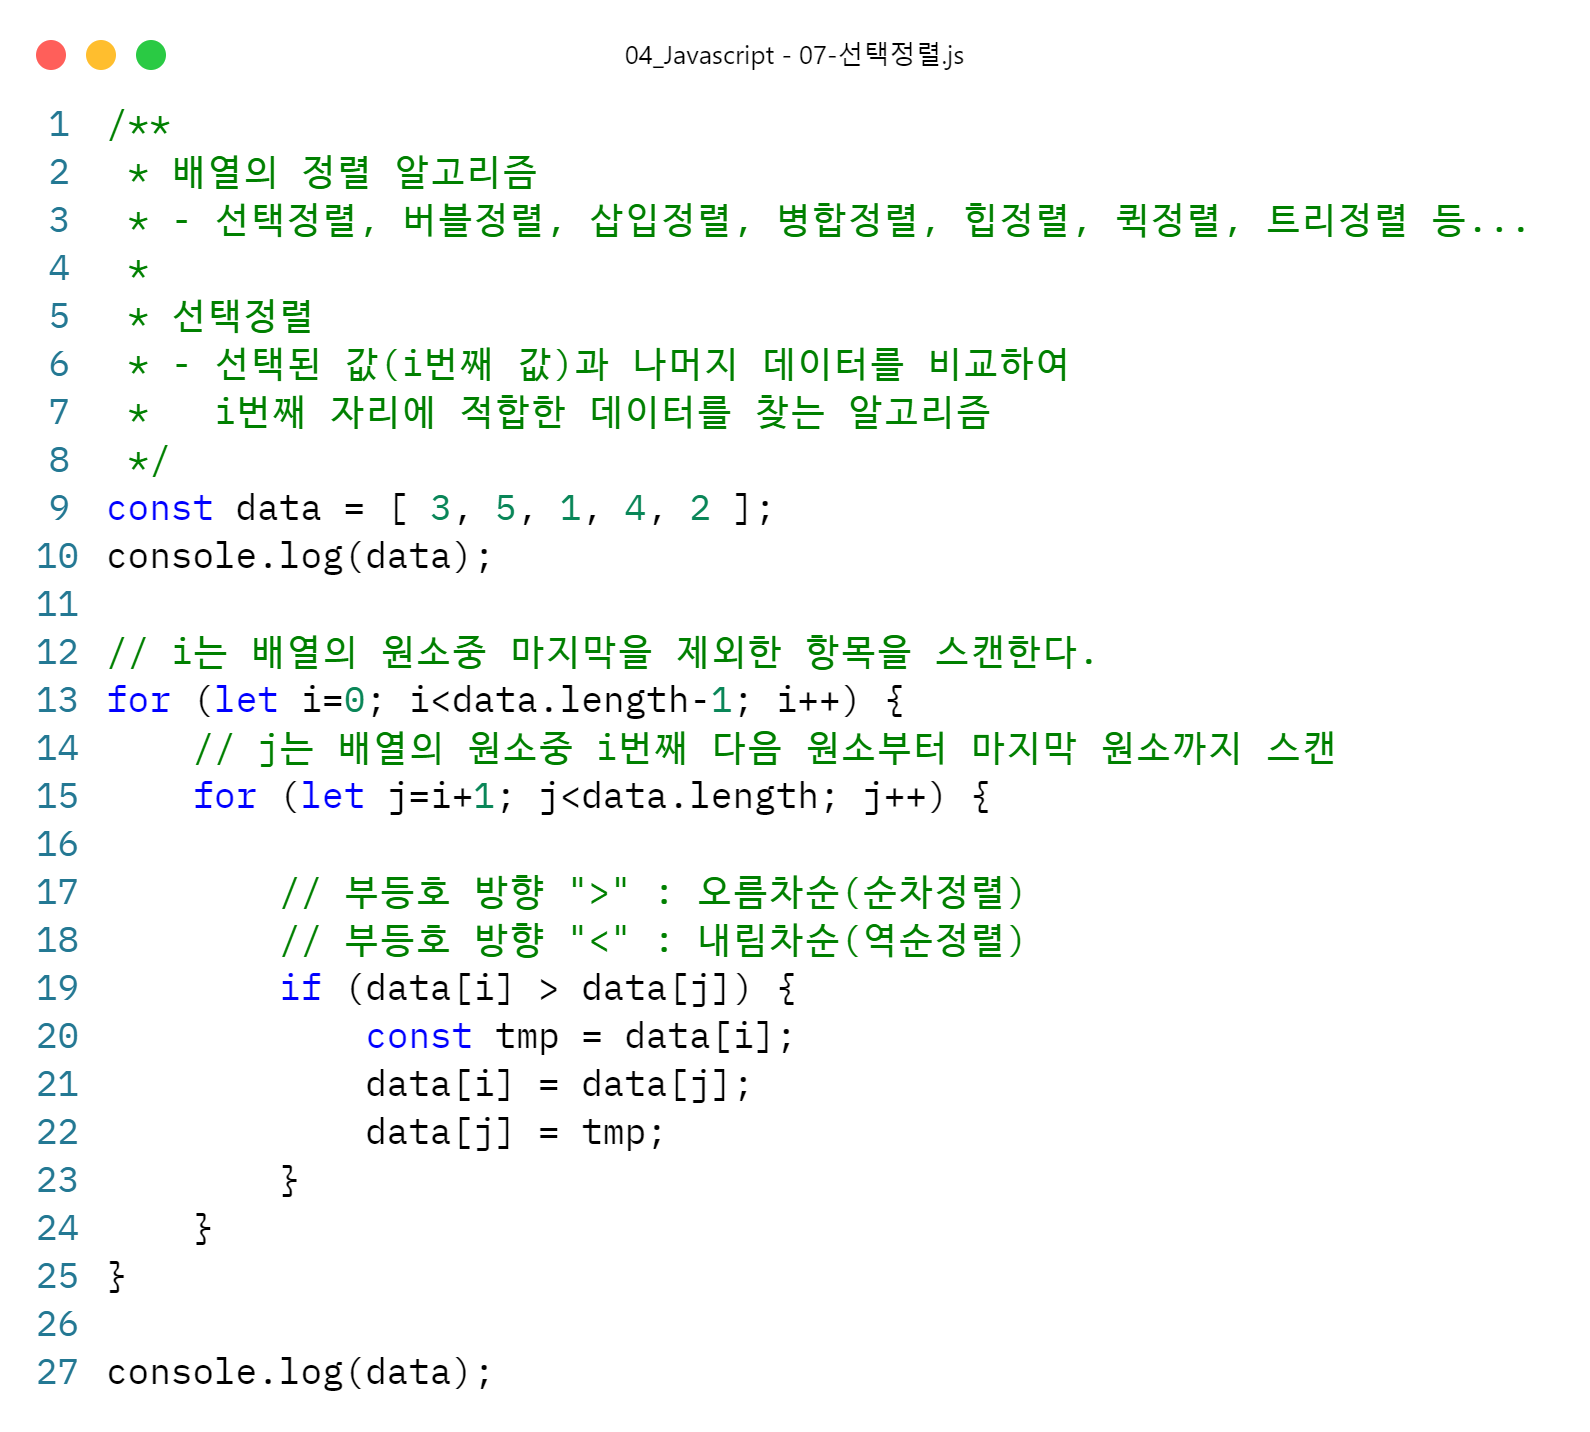 04_Javascript - 07-선택정렬.js
1 /**
2  * 배열의 정렬 알고리즘
3  * - 선택정렬, 버블정렬, 삽입정렬, 병합정렬, 힙정렬, 퀵정렬, 트리정렬 등...
4  *
5  * 선택정렬
6  * - 선택된 값(i번째 값)과 나머지 데이터를 비교하여
7  *   i번째 자리에 적합한 데이터를 찾는 알고리즘
8  */
9 const data = [ 3, 5, 1, 4, 2 ];
10 console.log(data);
11
12 // i는 배열의 원소중 마지막을 제외한 항목을 스캔한다.
13 for (let i=0; i<data.length-1; i++) {
14     // j는 배열의 원소중 i번째 다음 원소부터 마지막 원소까지 스캔
15     for (let j=i+1; j<data.length; j++) {
16
17         // 부등호 방향 ">" : 오름차순(순차정렬)
18         // 부등호 방향 "<" : 내림차순(역순정렬)
19         if (data[i] > data[j]) {
20             const tmp = data[i];
21             data[i] = data[j];
22             data[j] = tmp;
23         }
24     }
25 }
26
27 console.log(data);